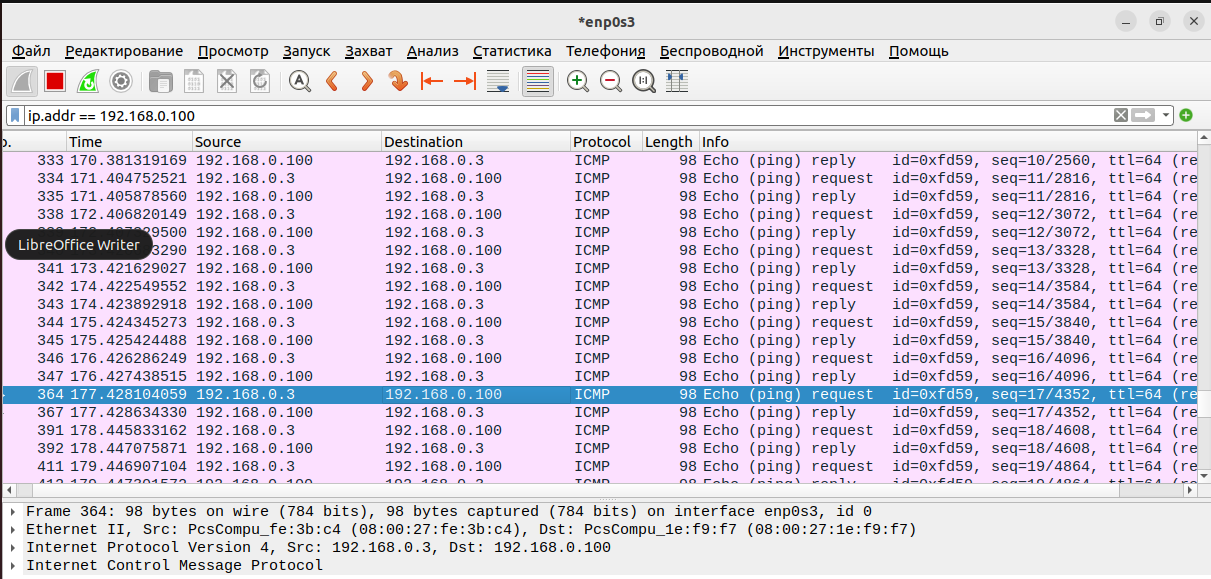 *enp0s3
Файл Редактирование Просмотр Запуск Захват Анализ Статистика Телефония Беспроводной Инструменты Помощь
ip.addr == 192.168.0.100
Time Source Destination Protocol Length Info
333 170.381319169 192.168.0.100 192.168.0.3 ICMP 98 Echo (ping) reply id=0xfd59, seq=10/2560, ttl=64 (re
334 171.404752521 192.168.0.3 192.168.0.100 ICMP 98 Echo (ping) request id=0xfd59, seq=11/2816, ttl=64 (re
335 171.405878560 192.168.0.100 192.168.0.3 ICMP 98 Echo (ping) reply id=0xfd59, seq=11/2816, ttl=64 (re
338 172.406820149 192.168.0.3 192.168.0.100 ICMP 98 Echo (ping) request id=0xfd59, seq=12/3072, ttl=64 (re
9500 192.168.0.100 192.168.0.3 ICMP 98 Echo (ping) reply id=0xfd59, seq=12/3072, ttl=64 (re
LibreOffice Writer
3290 192.168.0.3 192.168.0.100 ICMP 98 Echo (ping) request id=0xfd59, seq=13/3328, ttl=64 (re
341 173.421629027 192.168.0.100 192.168.0.3 ICMP 98 Echo (ping) reply id=0xfd59, seq=13/3328, ttl=64 (re
342 174.422549552 192.168.0.3 192.168.0.100 ICMP 98 Echo (ping) request id=0xfd59, seq=14/3584, ttl=64 (re
343 174.423892918 192.168.0.100 192.168.0.3 ICMP 98 Echo (ping) reply id=0xfd59, seq=14/3584, ttl=64 (re
344 175.424345273 192.168.0.3 192.168.0.100 ICMP 98 Echo (ping) request id=0xfd59, seq=15/3840, ttl=64 (re
345 175.425424488 192.168.0.100 192.168.0.3 ICMP 98 Echo (ping) reply id=0xfd59, seq=15/3840, ttl=64 (re
346 176.426286249 192.168.0.3 192.168.0.100 ICMP 98 Echo (ping) request id=0xfd59, seq=16/4096, ttl=64 (re
347 176.427438515 192.168.0.100 192.168.0.3 ICMP 98 Echo (ping) reply id=0xfd59, seq=16/4096, ttl=64 (re
364 177.428104059 192.168.0.3 192.168.0.100 ICMP 98 Echo (ping) request id=0xfd59, seq=17/4352, ttl=64 (re
367 177.428634330 192.168.0.100 192.168.0.3 ICMP 98 Echo (ping) reply id=0xfd59, seq=17/4352, ttl=64 (re
391 178.445833162 192.168.0.3 192.168.0.100 ICMP 98 Echo (ping) request id=0xfd59, seq=18/4608, ttl=64 (re
392 178.447075871 192.168.0.100 192.168.0.3 ICMP 98 Echo (ping) reply id=0xfd59, seq=18/4608, ttl=64 (re
411 179.446907104 192.168.0.3 192.168.0.100 ICMP 98 Echo (ping) request id=0xfd59, seq=19/4864, ttl=64 (re
Frame 364: 98 bytes on wire (784 bits), 98 bytes captured (784 bits) on interface enp0s3, id 0
Ethernet II, Src: PcsCompu_fe:3b:c4 (08:00:27:fe:3b:c4), Dst: PcsCompu_1e:f9:f7 (08:00:27:1e:f9:f7)
Internet Protocol Version 4, Src: 192.168.0.3, Dst: 192.168.0.100
Internet Control Message Protocol